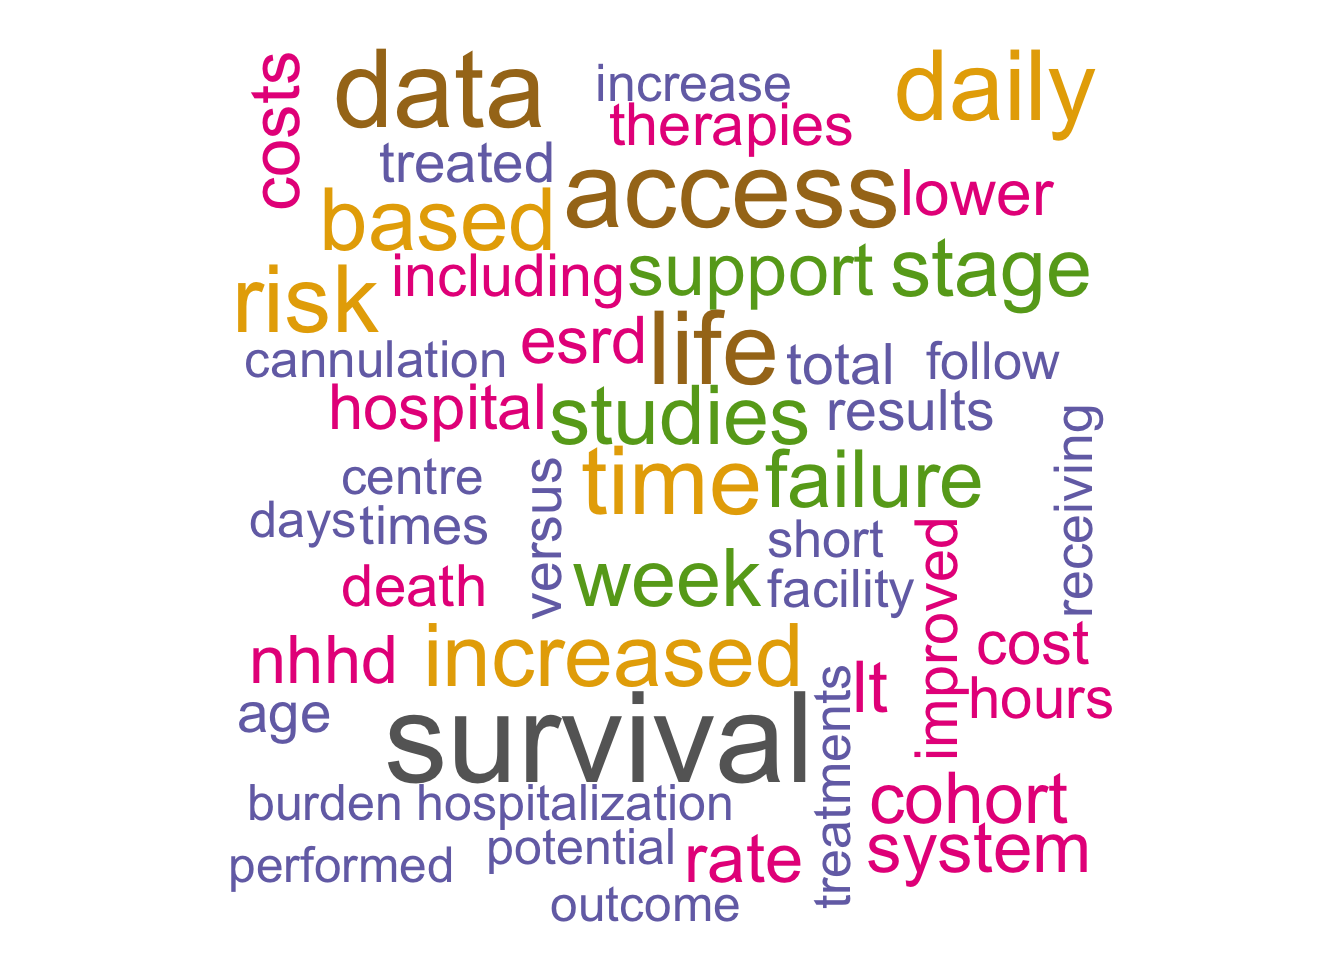 costs
data
increase
daily
therapies
treated
access
lower
based
including
support
stage
risk
esrd
life
cannulation
total
follow
hospital
studies
results
receiving
centre
versus
time
failure
days
times
short
improved
death
week
facility
nhhd
increased
cost
age
survival
treatments
lt
hours
burden
hospitalization
cohort
performed
potential
rate
system
outcome